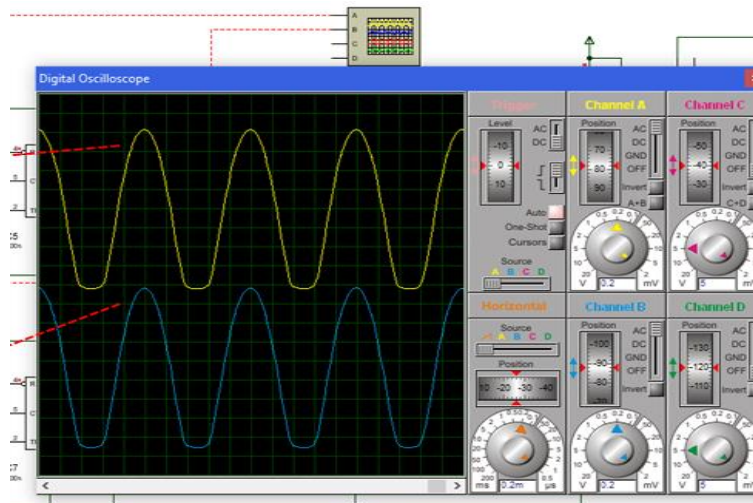 A
B
C
D
Digital Oscilloscope
Trigger
Level
-10
0
10
AC
DC
Auto
One-Shot
Cursors
Source
A B C D
Channel A
Position
70
80
90
AC
DC
GND
OFF
Invert
A+B
V 0.2 mV
Channel C
Position
-50
-40
-30
AC
DC
GND
OFF
Invert
C+D
V 5 mV
Horizontal
Source
A B C D
Position
10 -20 -30 -40
ms 0.2m µs
Channel B
Position
-100
-90
-80
AC
DC
GND
OFF
Invert
V 0.2 mV
Channel D
Position
-130
-120
-110
AC
DC
GND
OFF
Invert
V 5 mV